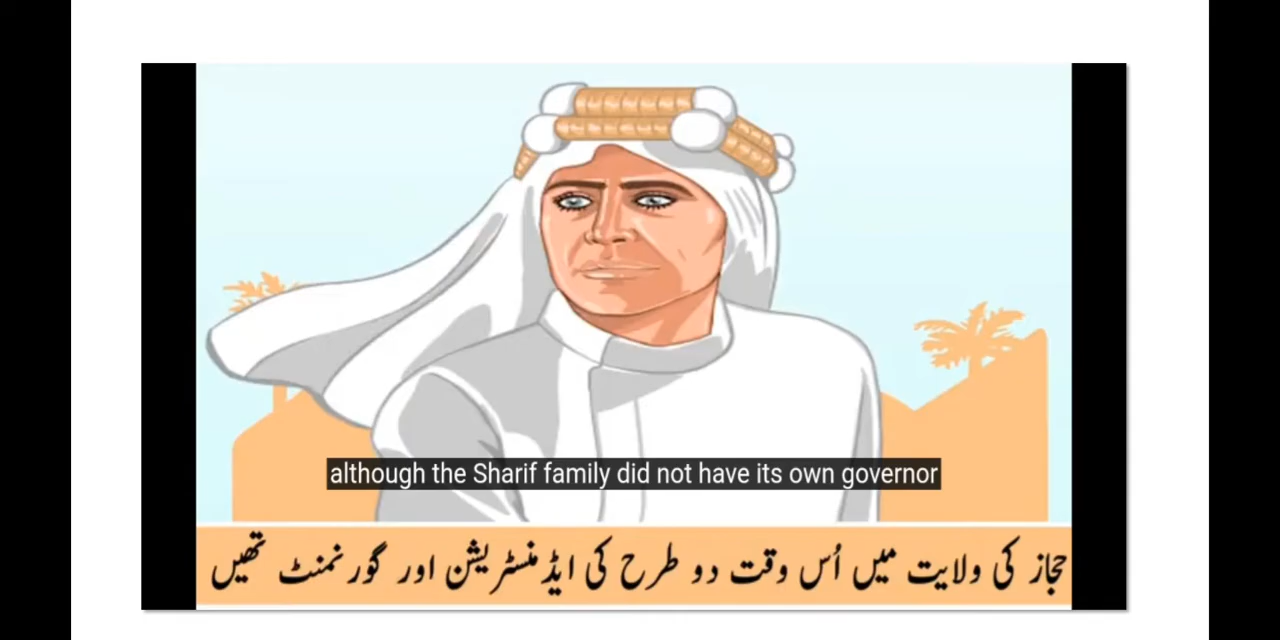 although the Sharif family did not have its own governor
حجاز کی ولایت میں اُس وقت دو طرح کی ایڈمنسٹریشن اور گورنمنٹ تھیں